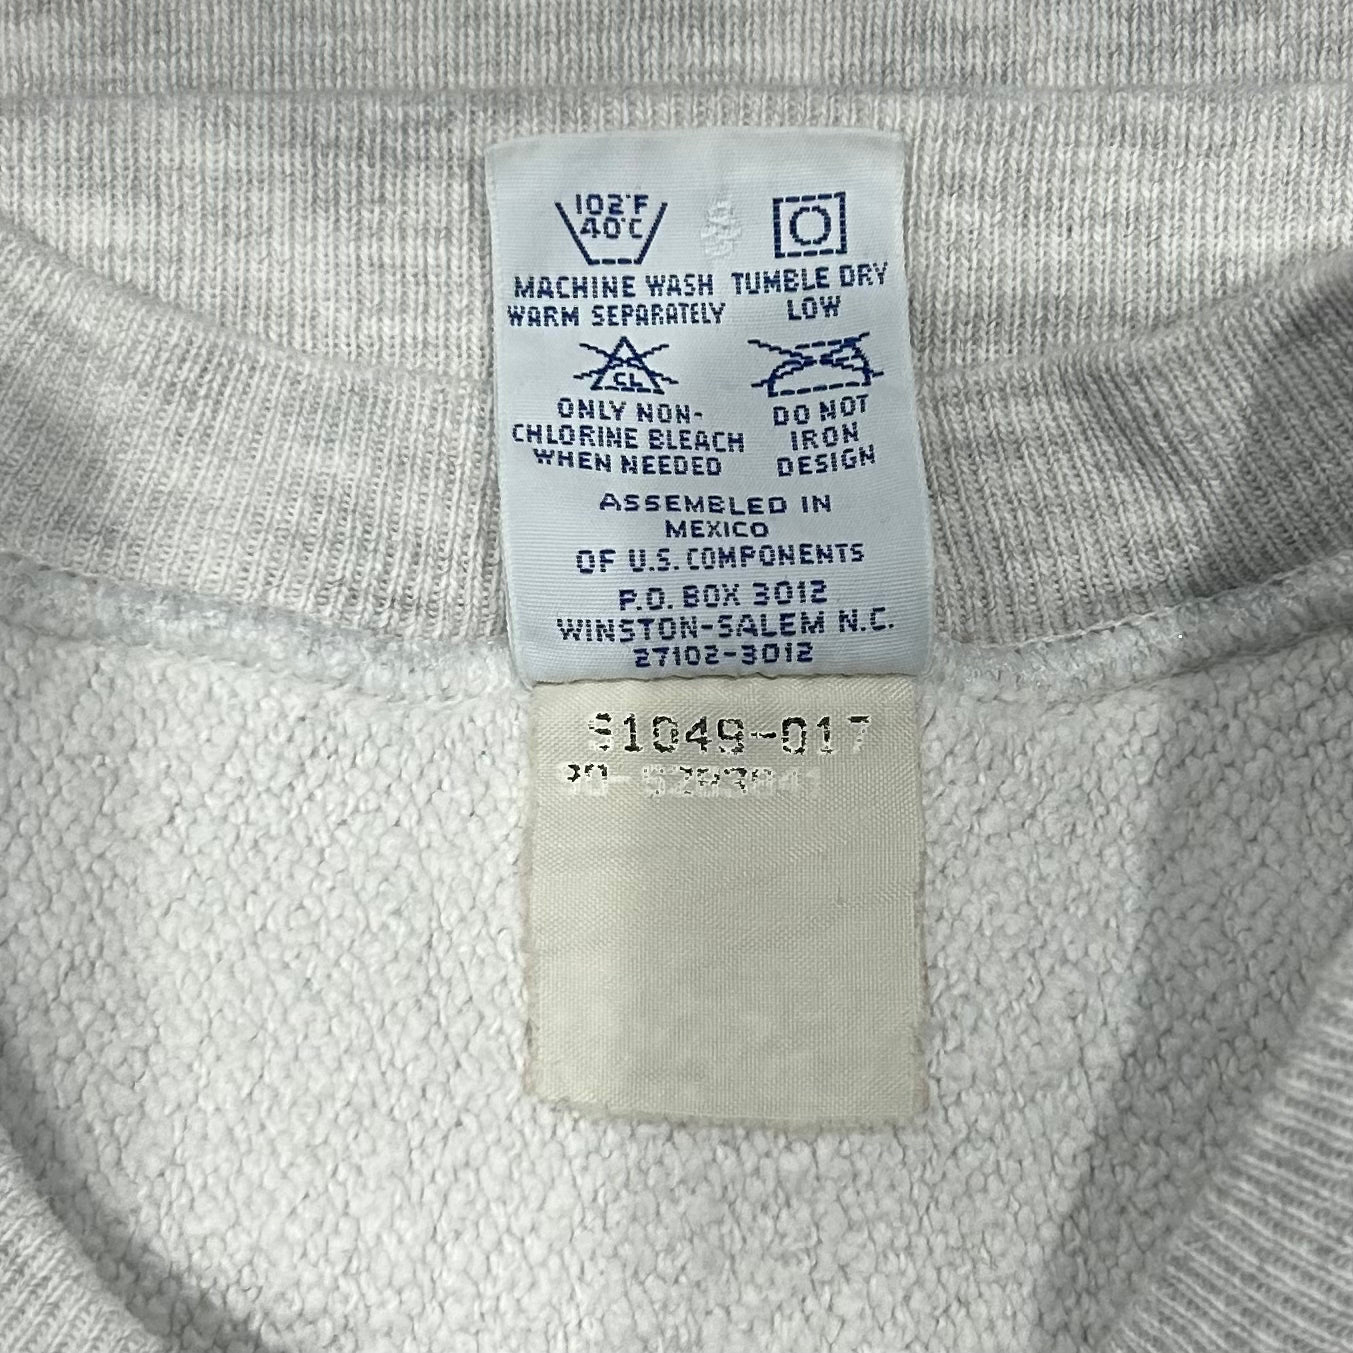 102°F
40°C
MACHINE WASH
WARM SEPARATELY
TUMBLE DRY
LOW
CL
ONLY NON-
CHLORINE BLEACH
WHEN NEEDED
DO NOT
IRON
DESIGN
ASSEMBLED IN
MEXICO
OF U.S. COMPONENTS
P.O. BOX 3012
WINSTON-SALEM N.C.
27102-3012
S1049-017